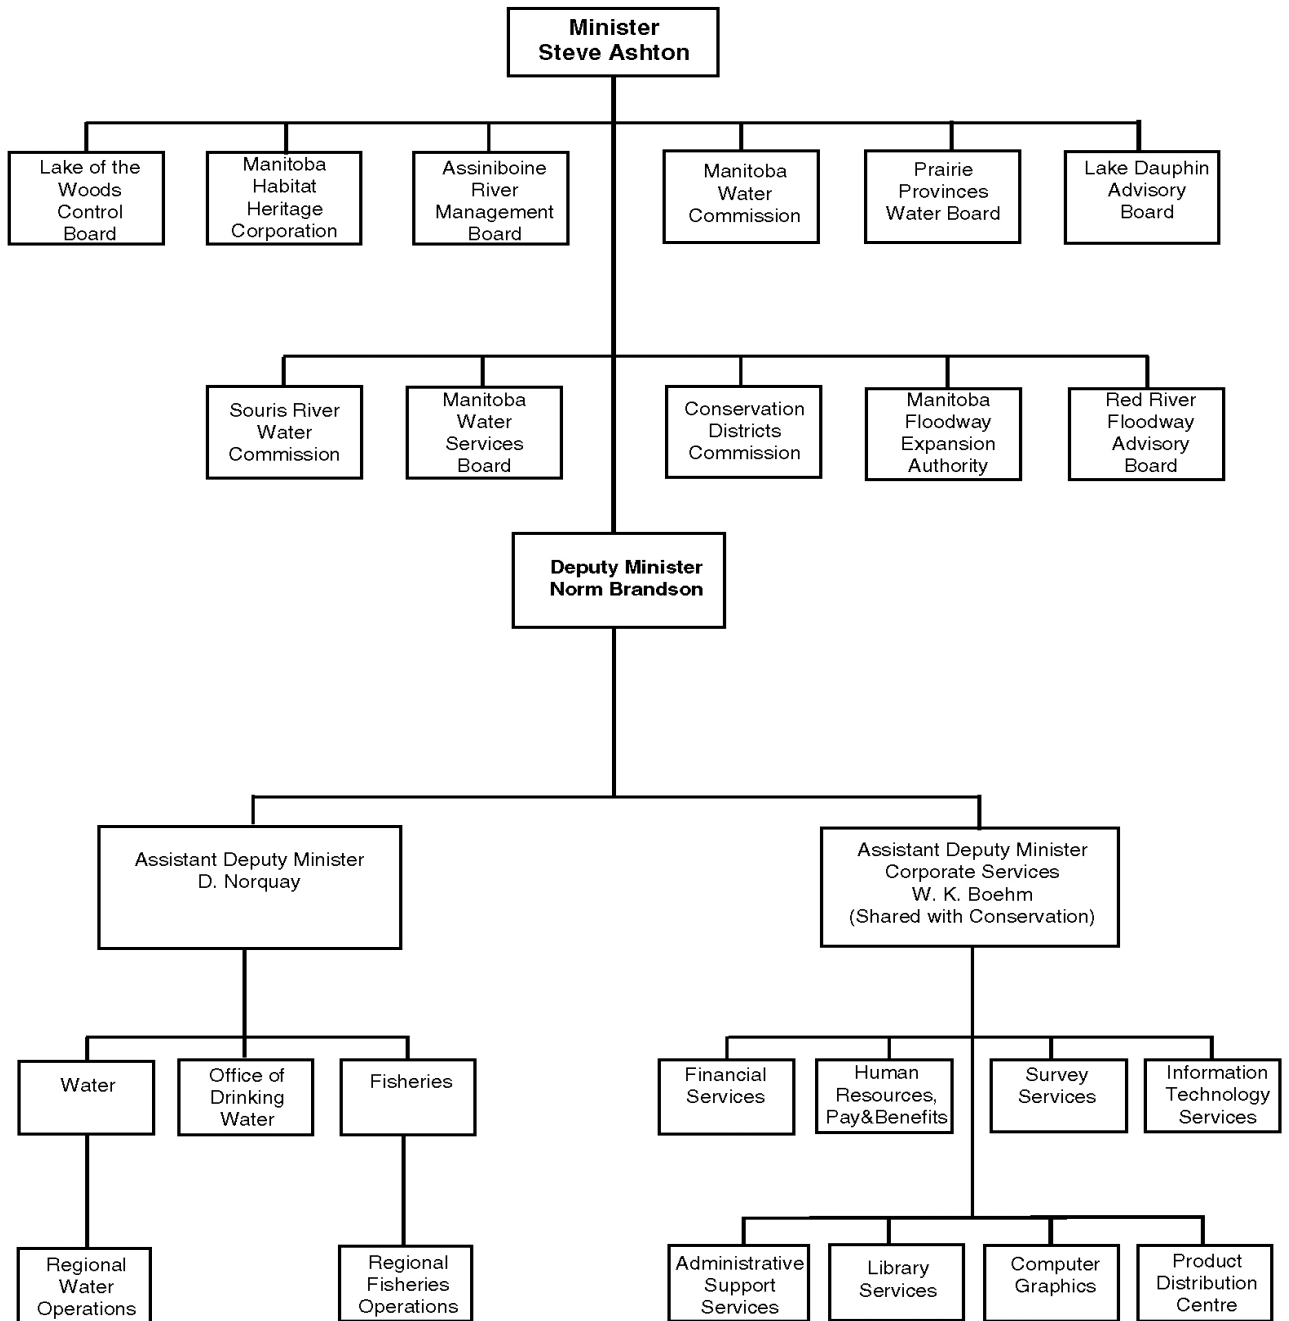 Minister
Steve Ashton
Lake of the
Woods
Control
Board
Manitoba
Habitat
Heritage
Corporation
Assiniboine
River
Management
Board
Manitoba
Water
Commission
Prairie
Provinces
Water Board
Lake Dauphin
Advisory
Board
Souris River
Water
Commission
Manitoba
Water
Services
Board
Conservation
Districts
Commission
Manitoba
Floodway
Expansion
Authority
Red River
Floodway
Advisory
Board
Deputy Minister
Norm Brandson
Assistant Deputy Minister
D. Norquay
Assistant Deputy Minister
Corporate Services
W. K. Boehm
(Shared with Conservation)
Water
Office of
Drinking
Water
Fisheries
Financial
Services
Human
Resources,
Pay&Benefits
Survey
Services
Information
Technology
Services
Regional
Water
Operations
Regional
Fisheries
Operations
Administrative
Support
Services
Library
Services
Computer
Graphics
Product
Distribution
Centre